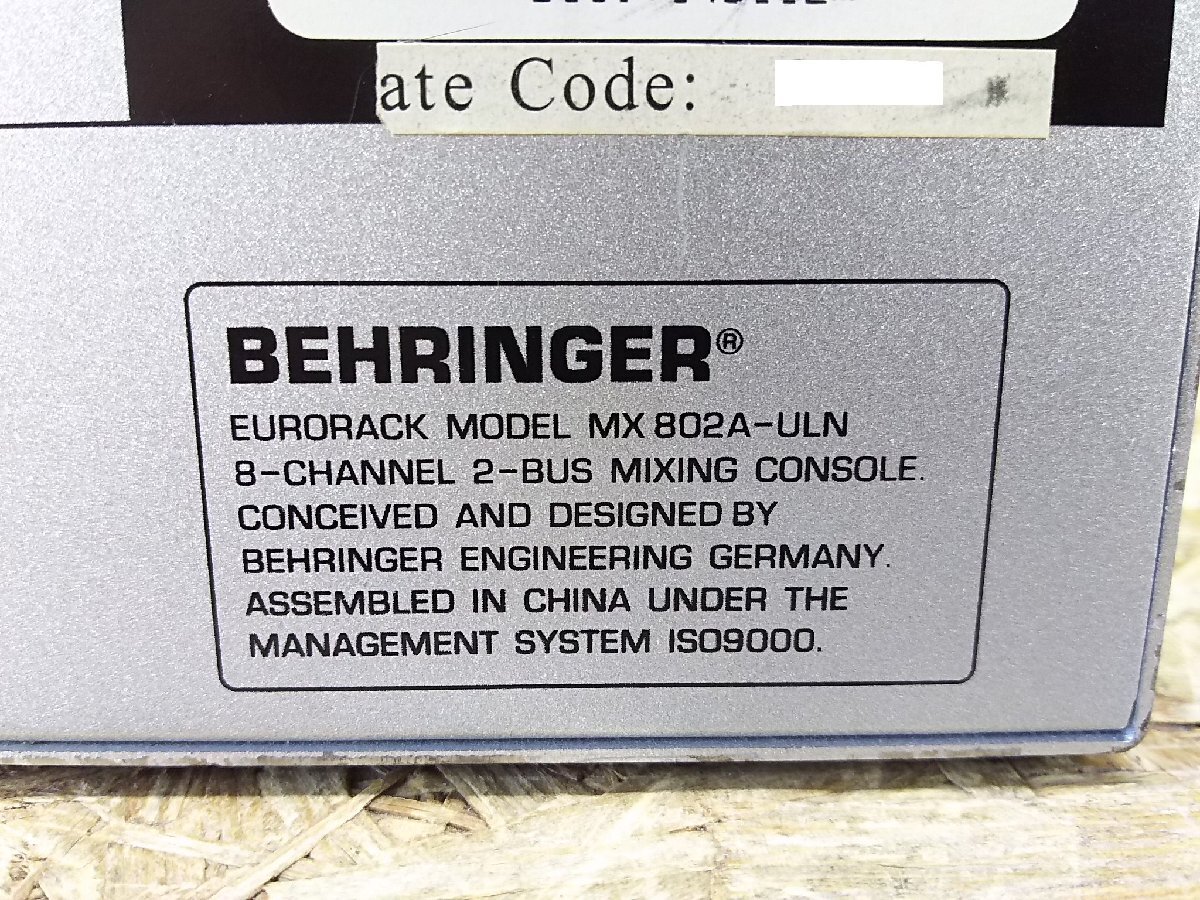 ate Code:
BEHRINGER®
EURORACK MODEL MX 802A-ULN
8-CHANNEL 2-BUS MIXING CONSOLE.
CONCEIVED AND DESIGNED BY
BEHRINGER ENGINEERING GERMANY.
ASSEMBLED IN CHINA UNDER THE
MANAGEMENT SYSTEM ISO9000.